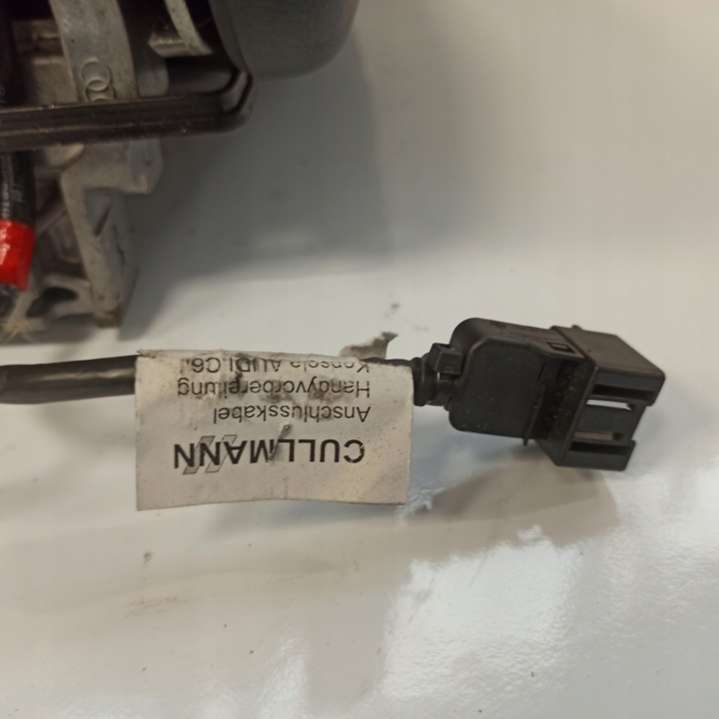 CULLMANN
Anschlusskabel
Handyvorbereitung
Konsole AUDI C6